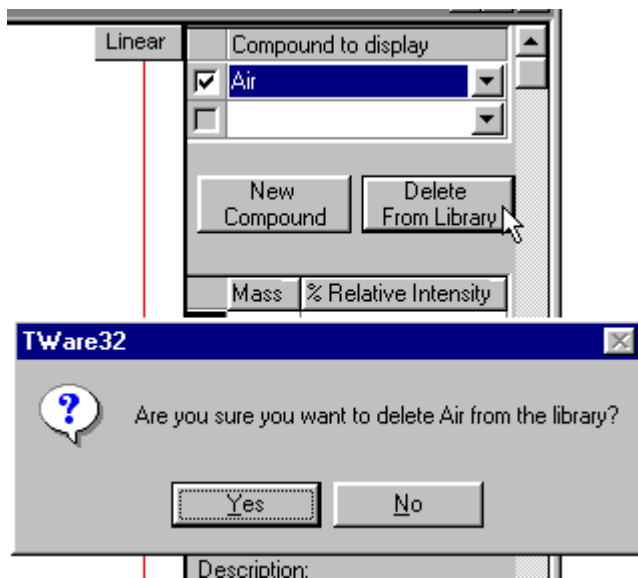 Linear
Compound to display
Air
New
Compound
Delete
From Library
Mass
% Relative Intensity
TWare32
?
Are you sure you want to delete Air from the library?
Yes
No
Description: